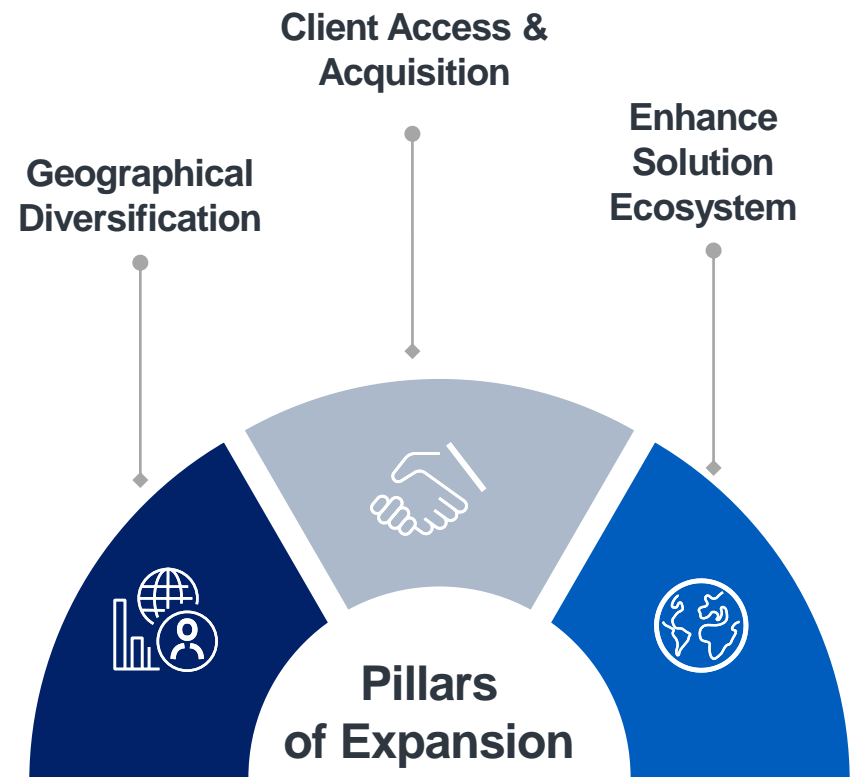 Client Access &
Acquisition
Enhance
Solution
Ecosystem
Geographical
Diversification
Pillars
of Expansion